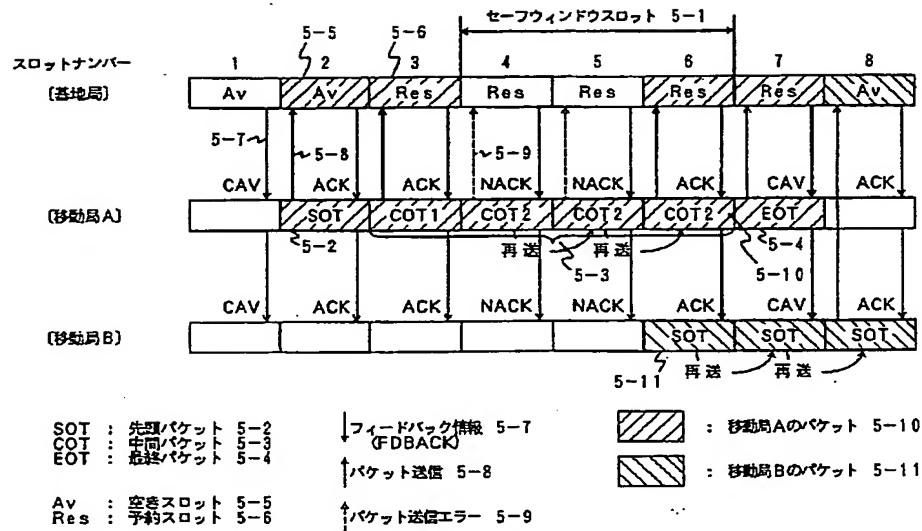 セーフウィンドウスロット 5-1
5-5 5-6
スロットナンバー 1 2 3 4 5 6 7 8
〔基地局〕 Av Av Res Res Res Res Res Av
5-7 5-8 5-9
CAV ACK ACK NACK NACK ACK CAV ACK
〔移動局A〕 SOT COT1 COT2 COT2 COT2 EOT
5-2 再送 再送 5-3 5-10 5-4
CAV ACK ACK NACK NACK ACK CAV ACK
〔移動局B〕 SOT SOT SOT
5-11 再送 再送
SOT : 先頭パケット 5-2
COT : 中間パケット 5-3
EOT : 最終パケット 5-4
Av : 空きスロット 5-5
Res : 予約スロット 5-6
フィードバック情報 5-7
(FDBACK)
パケット送信 5-8
パケット送信エラー 5-9
: 移動局Aのパケット 5-10
: 移動局Bのパケット 5-11